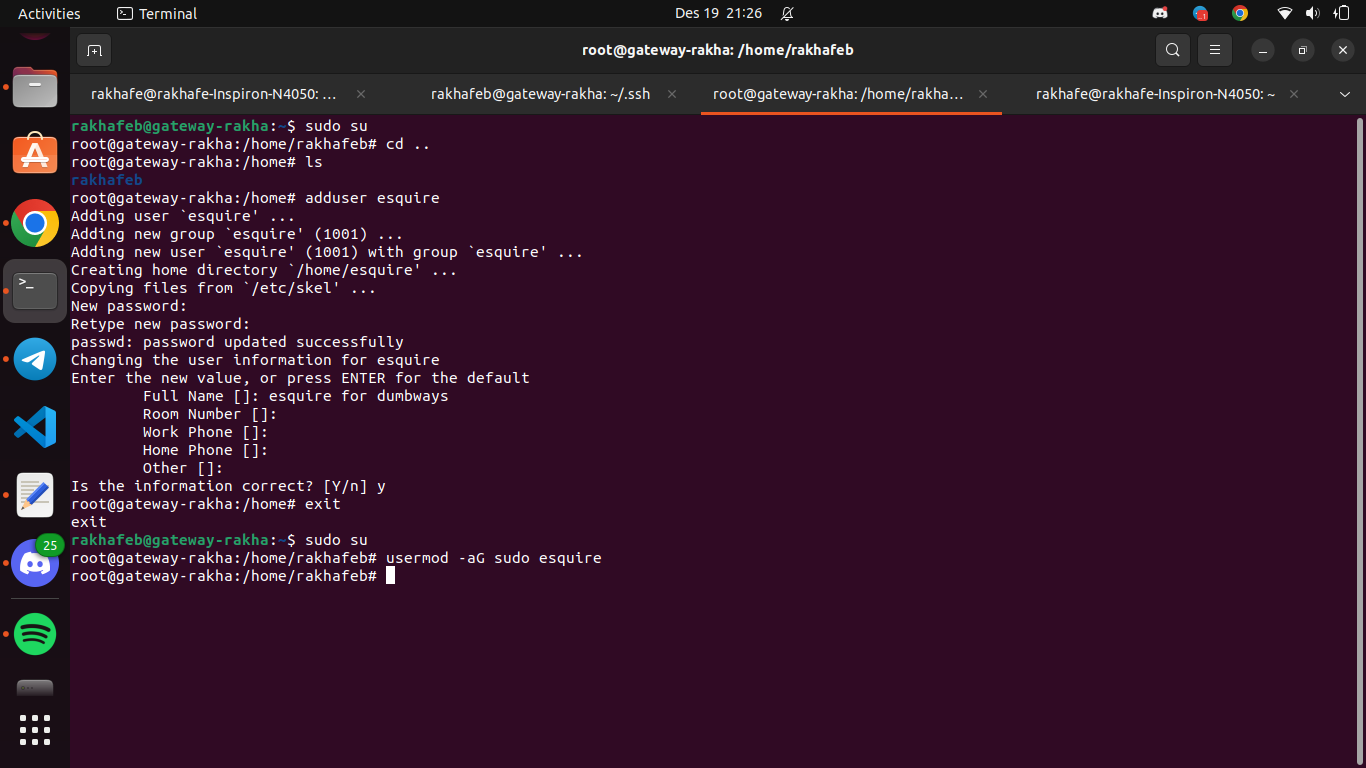 Activities Terminal Des 19 21:26
root@gateway-rakha: /home/rakhafeb
rakhafe@rakhafe-Inspiron-N4050: ... rakhafeb@gateway-rakha: ~/.ssh root@gateway-rakha: /home/rakha... rakhafe@rakhafe-Inspiron-N4050: ~
rakhafeb@gateway-rakha:~$ sudo su
root@gateway-rakha:/home/rakhafeb# cd ..
root@gateway-rakha:/home# ls
rakhafeb
root@gateway-rakha:/home# adduser esquire
Adding user `esquire' ...
Adding new group `esquire' (1001) ...
Adding new user `esquire' (1001) with group `esquire' ...
Creating home directory `/home/esquire' ...
Copying files from `/etc/skel' ...
New password:
Retype new password:
passwd: password updated successfully
Changing the user information for esquire
Enter the new value, or press ENTER for the default
Full Name []: esquire for dumbways
Room Number []:
Work Phone []:
Home Phone []:
Other []:
Is the information correct? [Y/n] y
root@gateway-rakha:/home# exit
exit
rakhafeb@gateway-rakha:~$ sudo su
root@gateway-rakha:/home/rakhafeb# usermod -aG sudo esquire
root@gateway-rakha:/home/rakhafeb#
>_
25